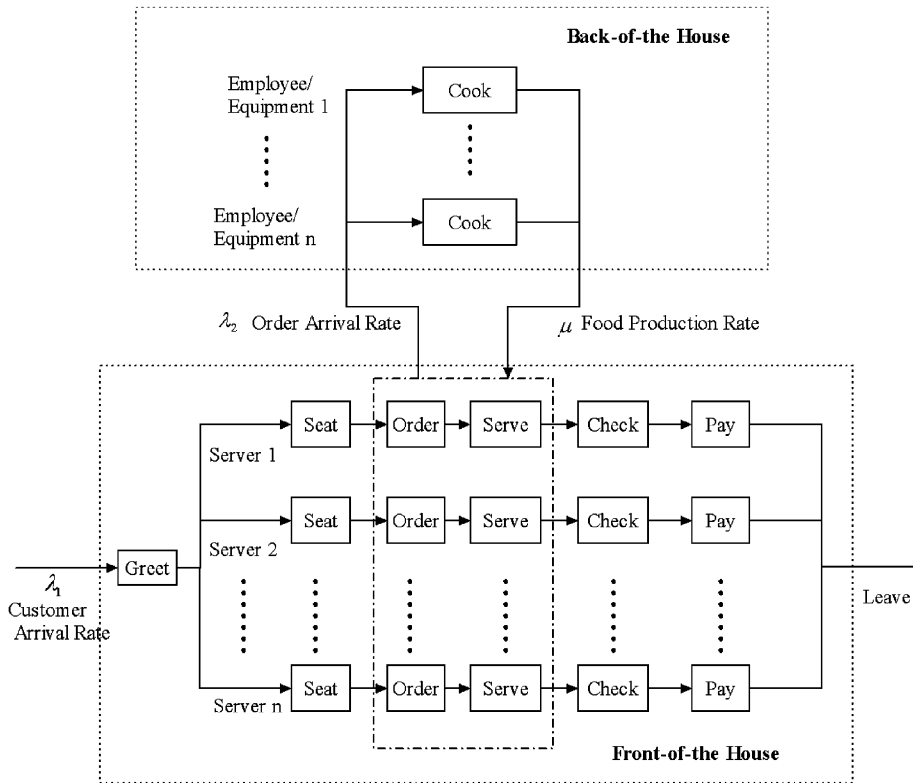 Back-of-the House
Employee/
Equipment 1
Cook
Employee/
Equipment n
Cook
λ₂ Order Arrival Rate
μ Food Production Rate
Seat
Order
Serve
Check
Pay
Server 1
Seat
Order
Serve
Check
Pay
Server 2
Greet
λ₁
Customer
Arrival Rate
Leave
Seat
Order
Serve
Check
Pay
Server n
Front-of-the House